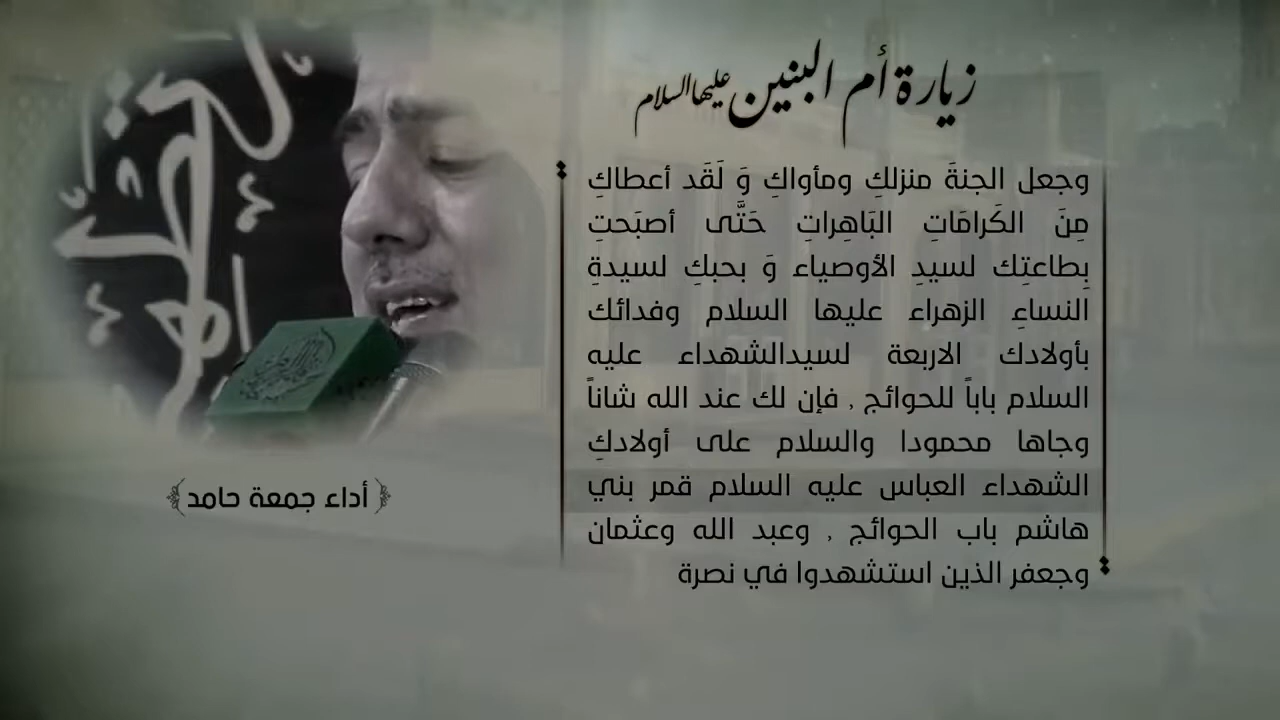 زيارة أم البنين عليها السلام
وجعل الجنةَ منزلكِ ومأواكِ وَ لَقَد أعطاكِ
مِنَ الكَرامَاتِ البَاهِراتِ حَتَّى أصبَحتِ
بِطاعتِك لسيدِ الأوصياء وَ بحبكِ لسيدةِ
النساءِ الزهراء عليها السلام وفدائك
بأولادك الاربعة لسيدالشهداء عليه
السلام باباً للحوائج , فإن لك عند الله شاناً
وجاها محمودا والسلام على أولادكِ
الشهداء العباس عليه السلام قمر بني
هاشم باب الحوائج , وعبد الله وعثمان
وجعفر الذين استشهدوا في نصرة
أداء جمعة حامد